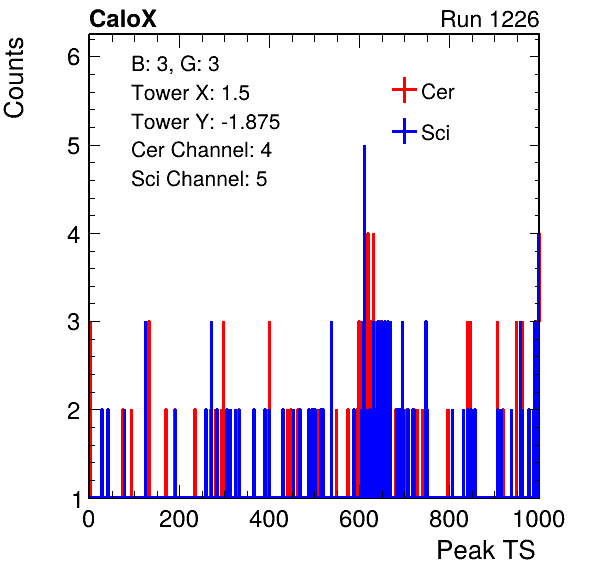 CaloX Run 1226
Counts
B: 3, G: 3
Tower X: 1.5
Tower Y: -1.875
Cer Channel: 4
Sci Channel: 5
Cer
Sci
6
5
4
3
2
1
0 200 400 600 800 1000
Peak TS